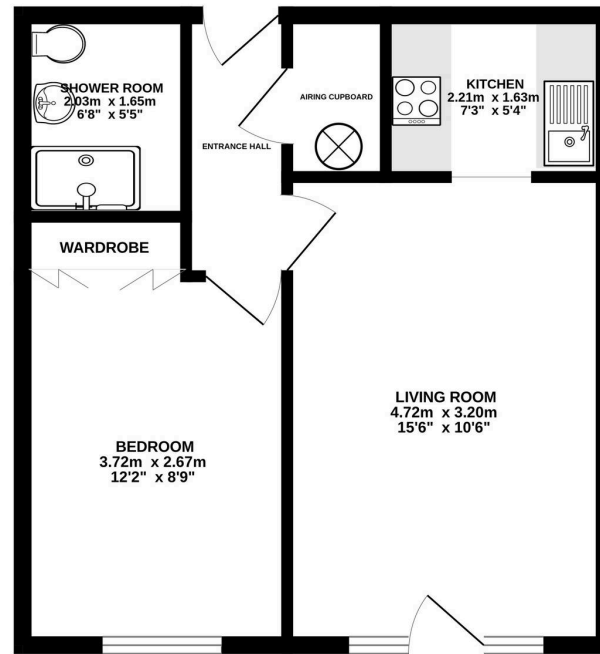 SHOWER ROOM
2.03m x 1.65m
6'8" x 5'5"
ENTRANCE HALL
AIRING CUPBOARD
KITCHEN
2.21m x 1.63m
7'3" x 5'4"
WARDROBE
BEDROOM
3.72m x 2.67m
12'2" x 8'9"
LIVING ROOM
4.72m x 3.20m
15'6" x 10'6"